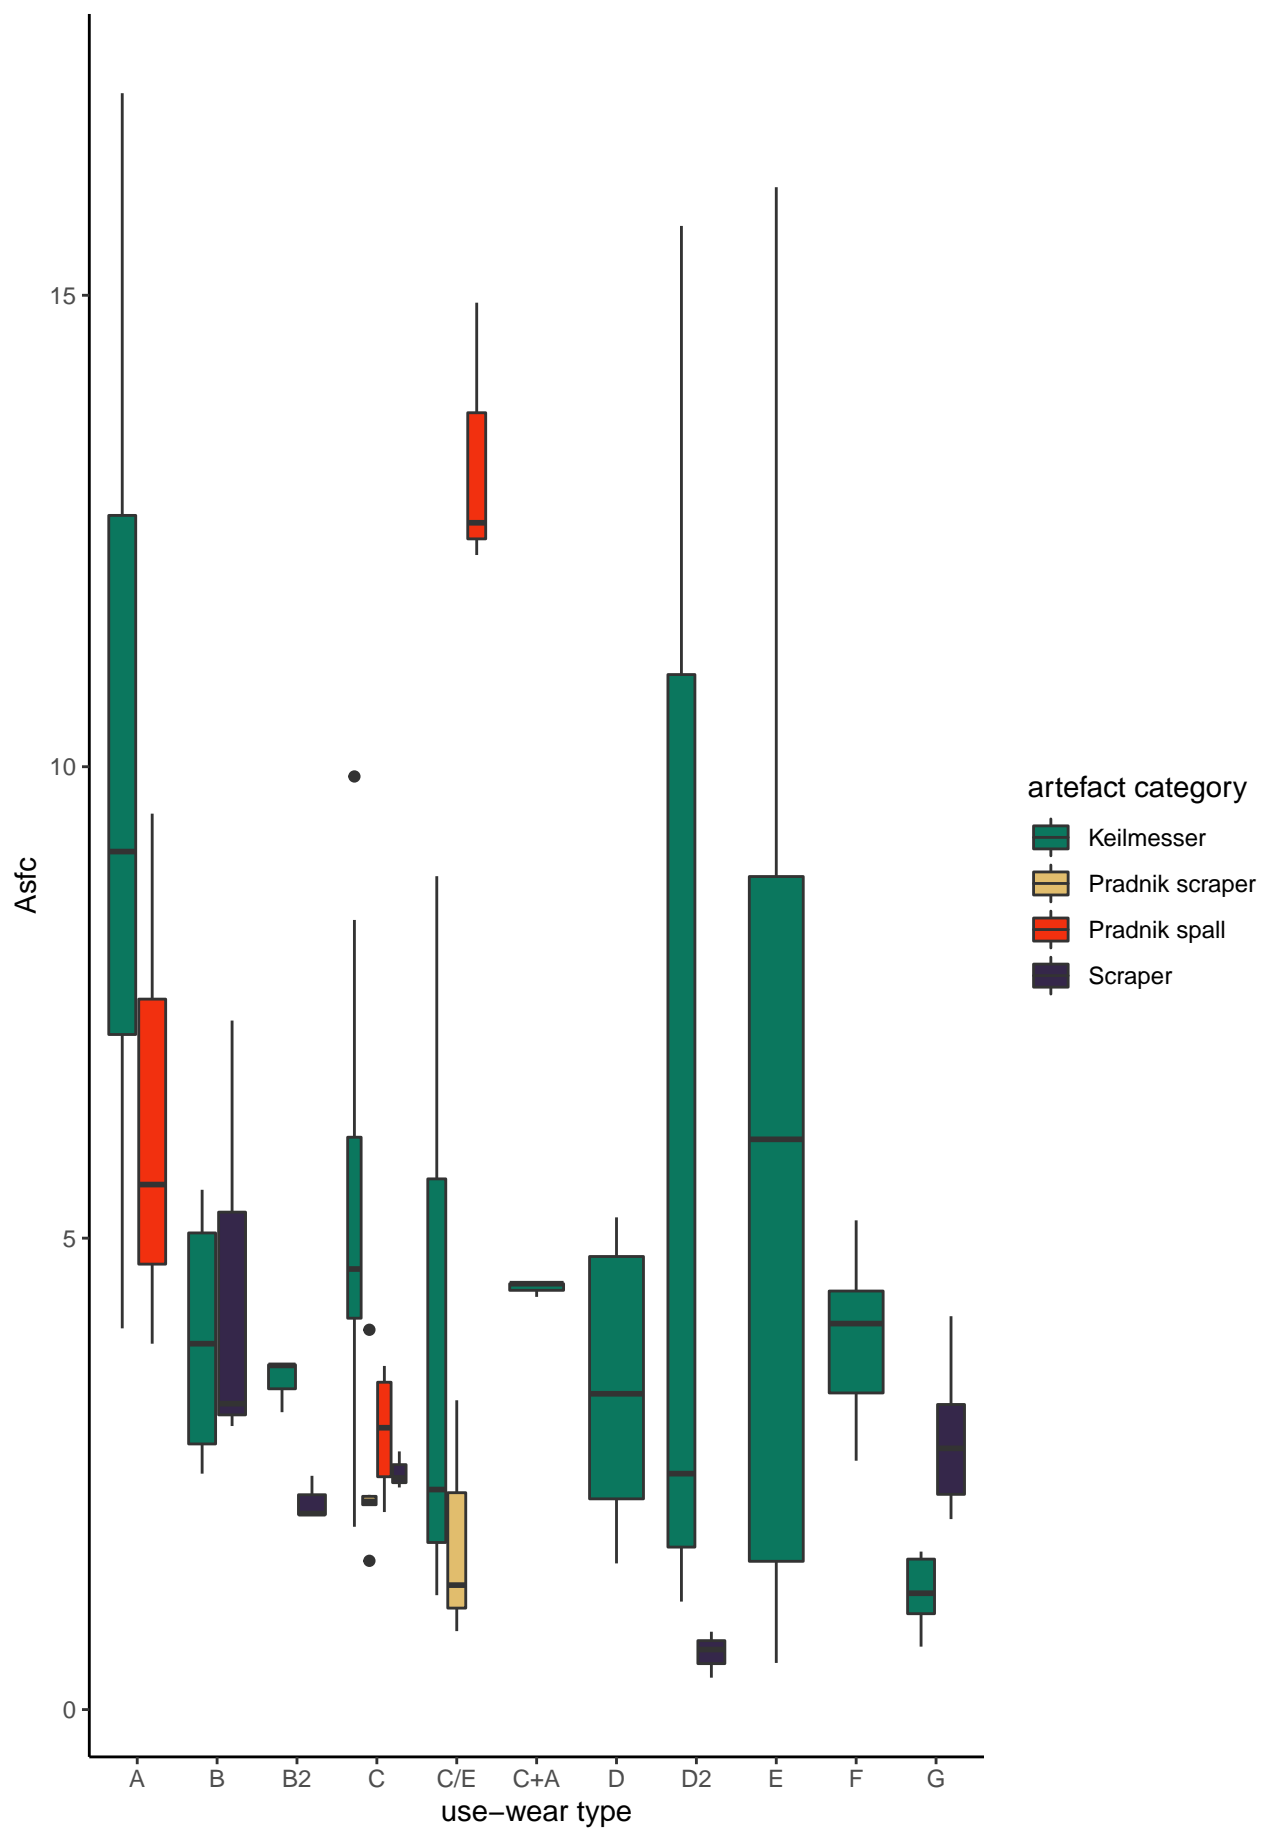 15
10
5
0
Asfc
A
B
B2
C
C/E
C+A
D
D2
E
F
G
use−wear type
artefact category
Keilmesser
Pradnik scraper
Pradnik spall
Scraper